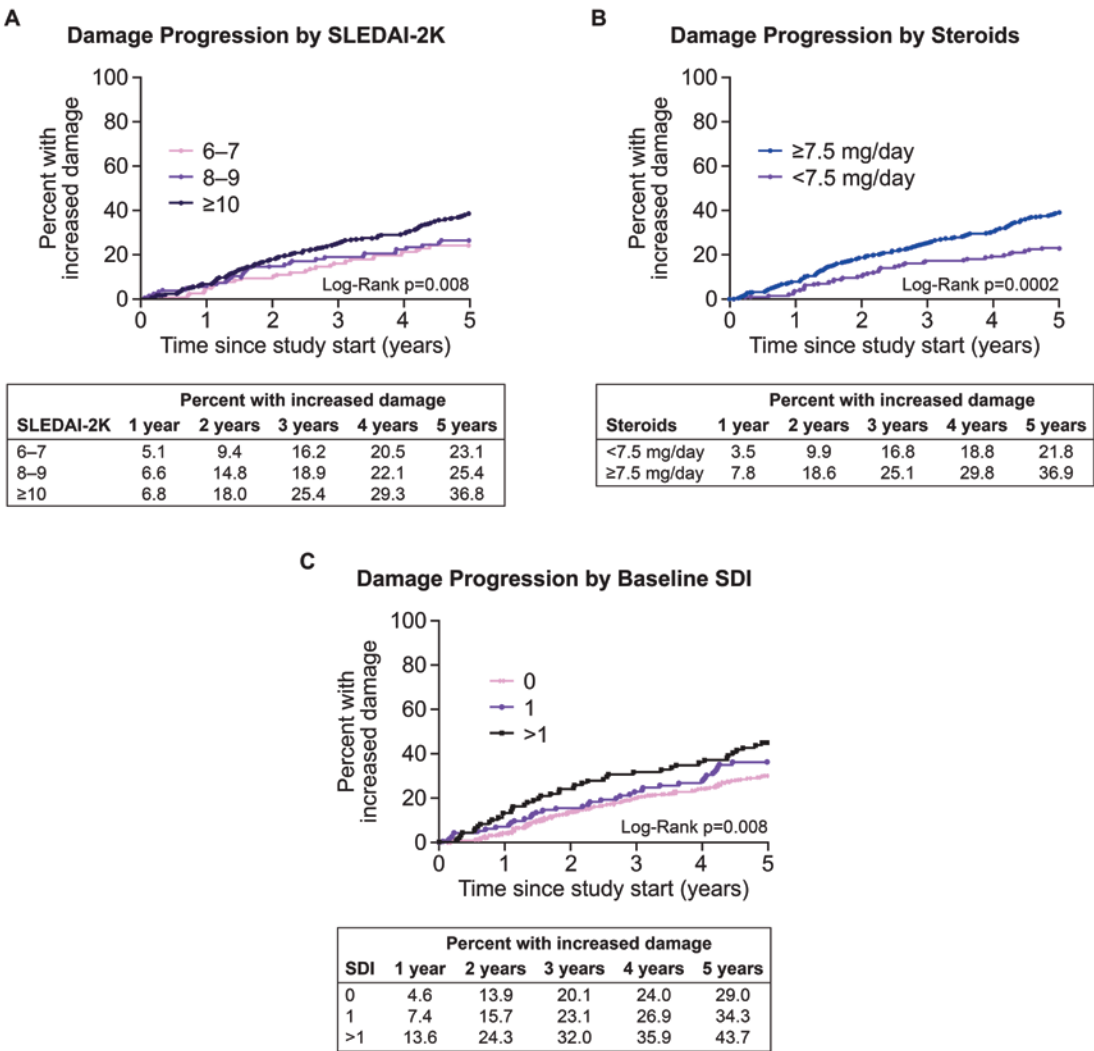 A
Damage Progression by SLEDAI-2K
Percent with
increased damage
100
80
60
40
20
0
6–7
8–9
≥10
Log-Rank p=0.008
0 1 2 3 4 5
Time since study start (years)
Percent with increased damage
SLEDAI-2K 1 year 2 years 3 years 4 years 5 years
6–7 5.1 9.4 16.2 20.5 23.1
8–9 6.6 14.8 18.9 22.1 25.4
≥10 6.8 18.0 25.4 29.3 36.8
B
Damage Progression by Steroids
Percent with
increased damage
100
80
60
40
20
0
≥7.5 mg/day
<7.5 mg/day
Log-Rank p=0.0002
0 1 2 3 4 5
Time since study start (years)
Percent with increased damage
Steroids 1 year 2 years 3 years 4 years 5 years
<7.5 mg/day 3.5 9.9 16.8 18.8 21.8
≥7.5 mg/day 7.8 18.6 25.1 29.8 36.9
C
Damage Progression by Baseline SDI
Percent with
increased damage
100
80
60
40
20
0
0
1
>1
Log-Rank p=0.008
0 1 2 3 4 5
Time since study start (years)
Percent with increased damage
SDI 1 year 2 years 3 years 4 years 5 years
0 4.6 13.9 20.1 24.0 29.0
1 7.4 15.7 23.1 26.9 34.3
>1 13.6 24.3 32.0 35.9 43.7